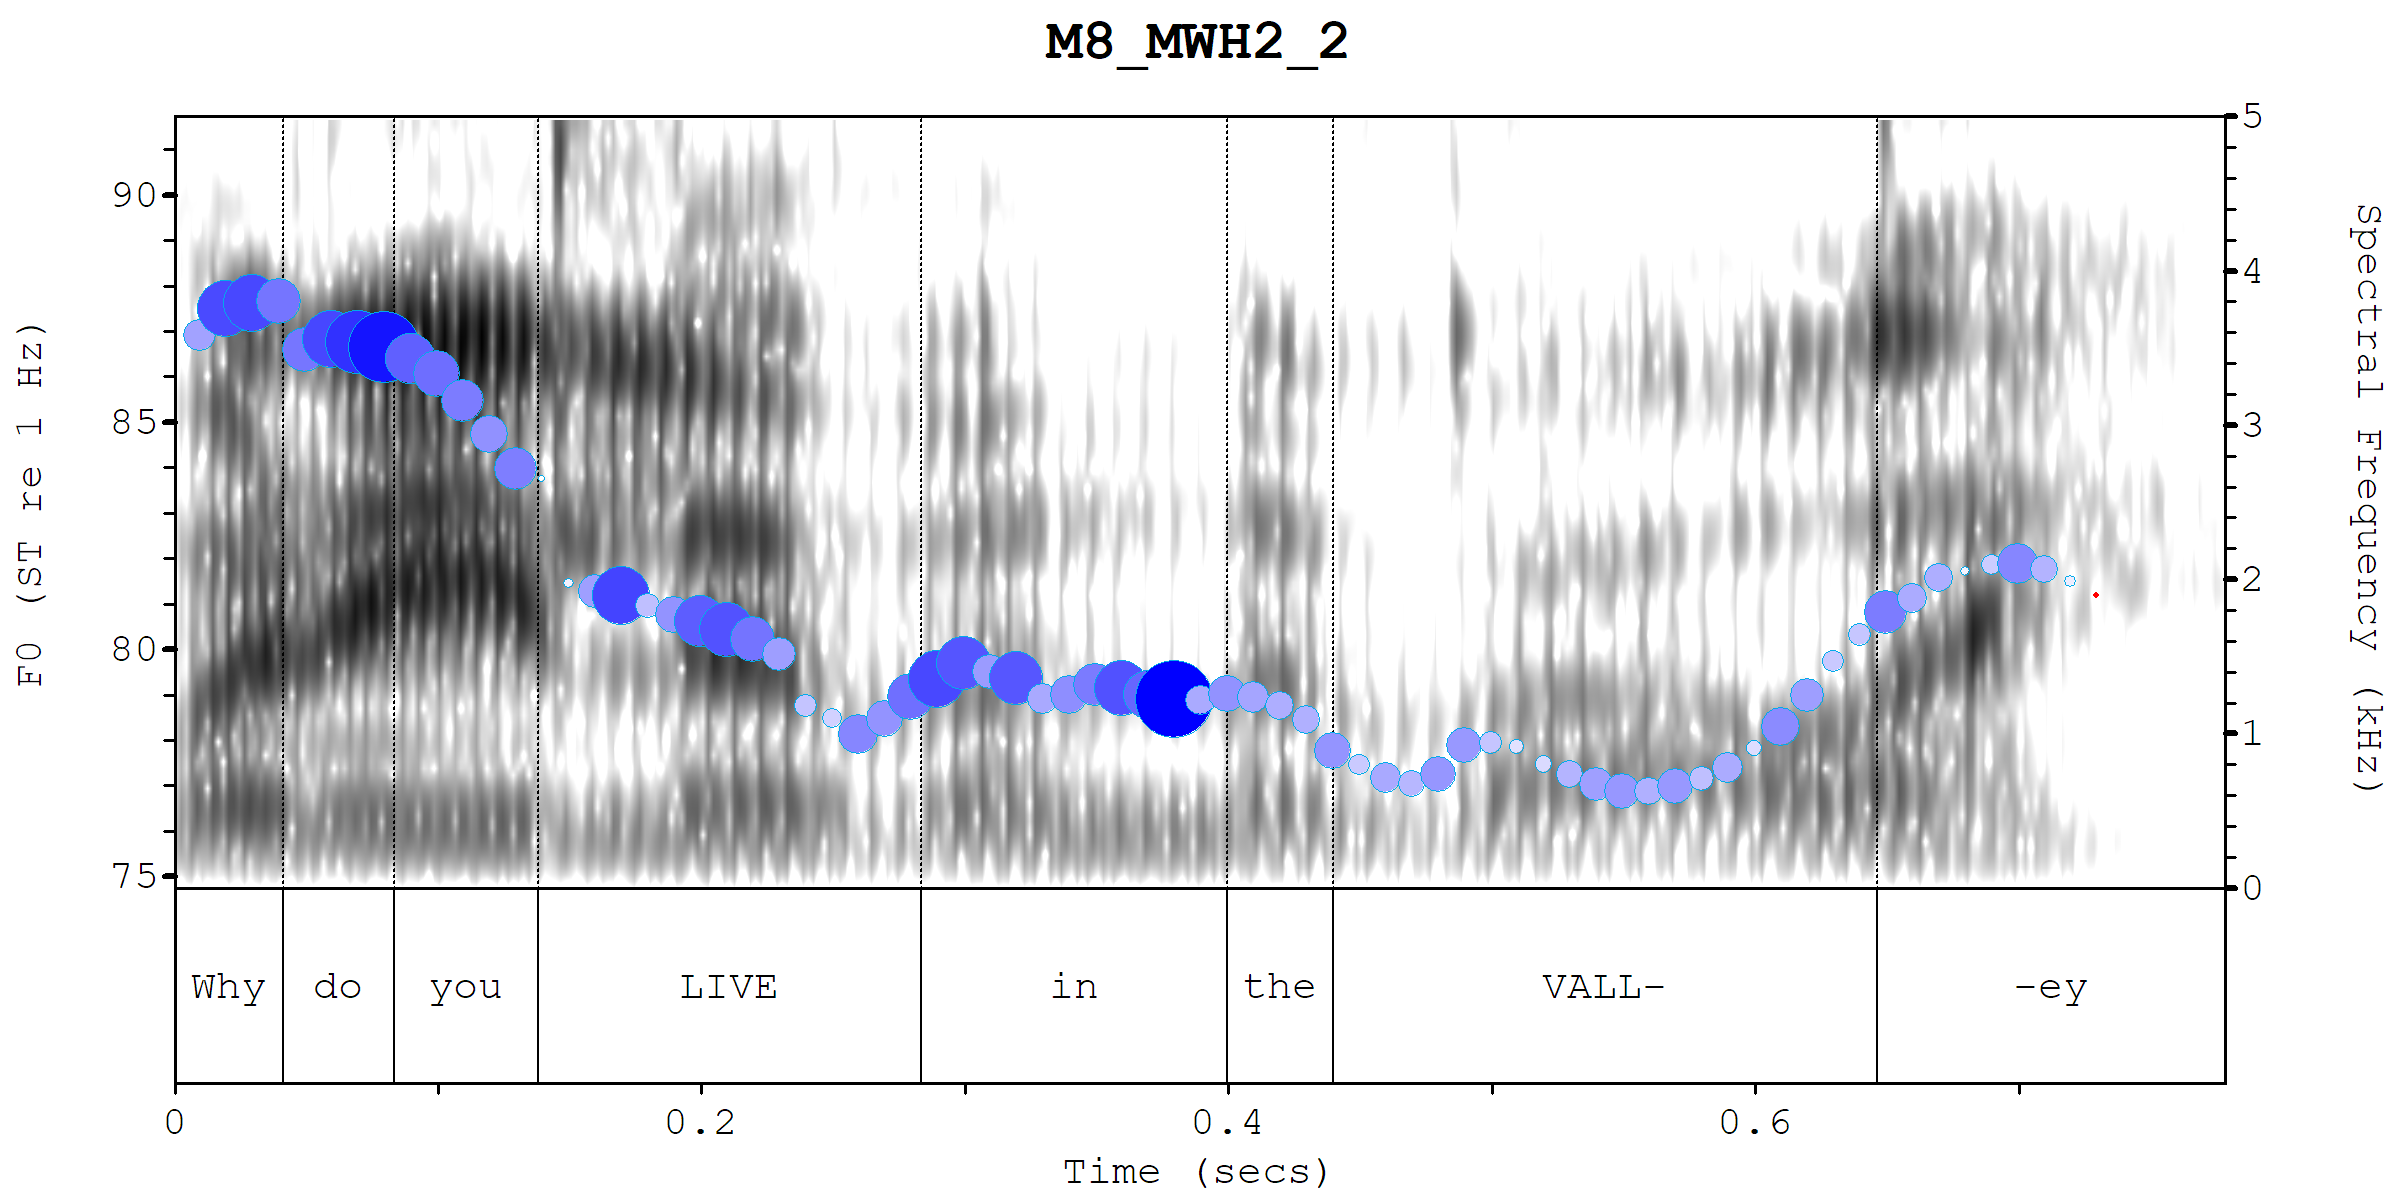 M8_MWH2_2
F0 (ST re 1 Hz)
90
85
80
75
5
4
3
2
1
0
Spectral Frequency (kHz)
Why do you LIVE in the VALL- -ey
0 0.2 0.4 0.6
Time (secs)